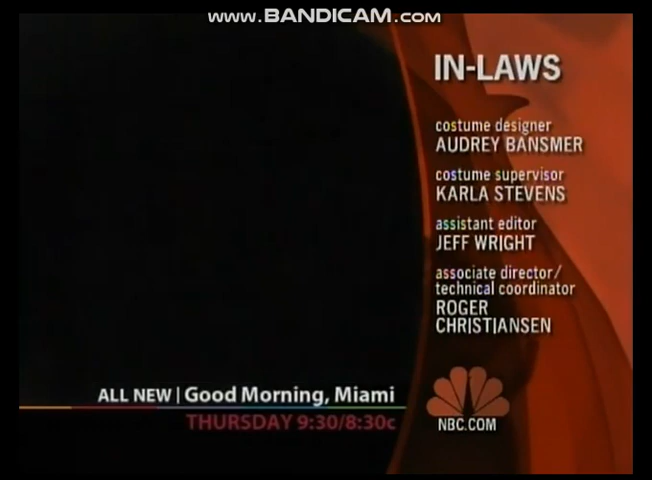 www.BANDICAM.com
IN-LAWS
costume designer
AUDREY BANSMER
costume supervisor
KARLA STEVENS
assistant editor
JEFF WRIGHT
associate director/
technical coordinator
ROGER
CHRISTIANSEN
ALL NEW | Good Morning, Miami
THURSDAY 9:30/8:30c
NBC.COM